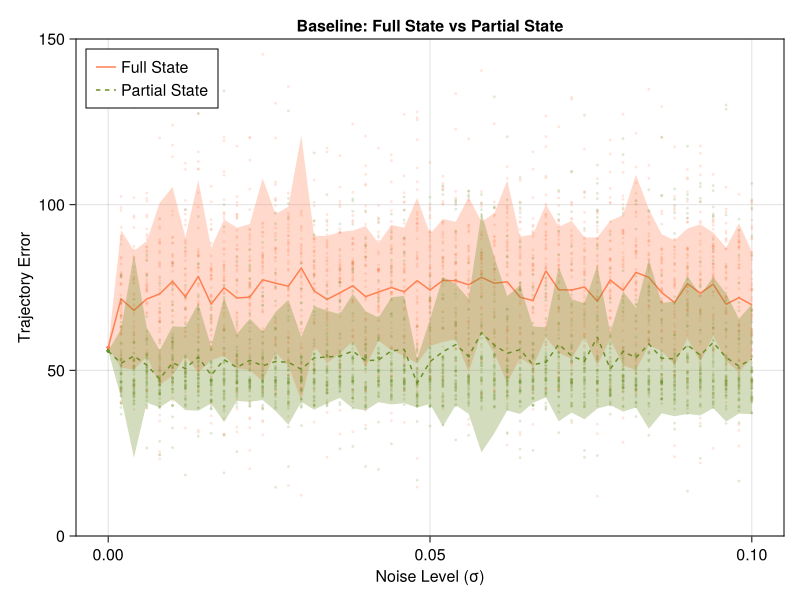 Baseline: Full State vs Partial State
Full State
Partial State
Trajectory Error
150
100
50
0
0.00
0.05
0.10
Noise Level (σ)